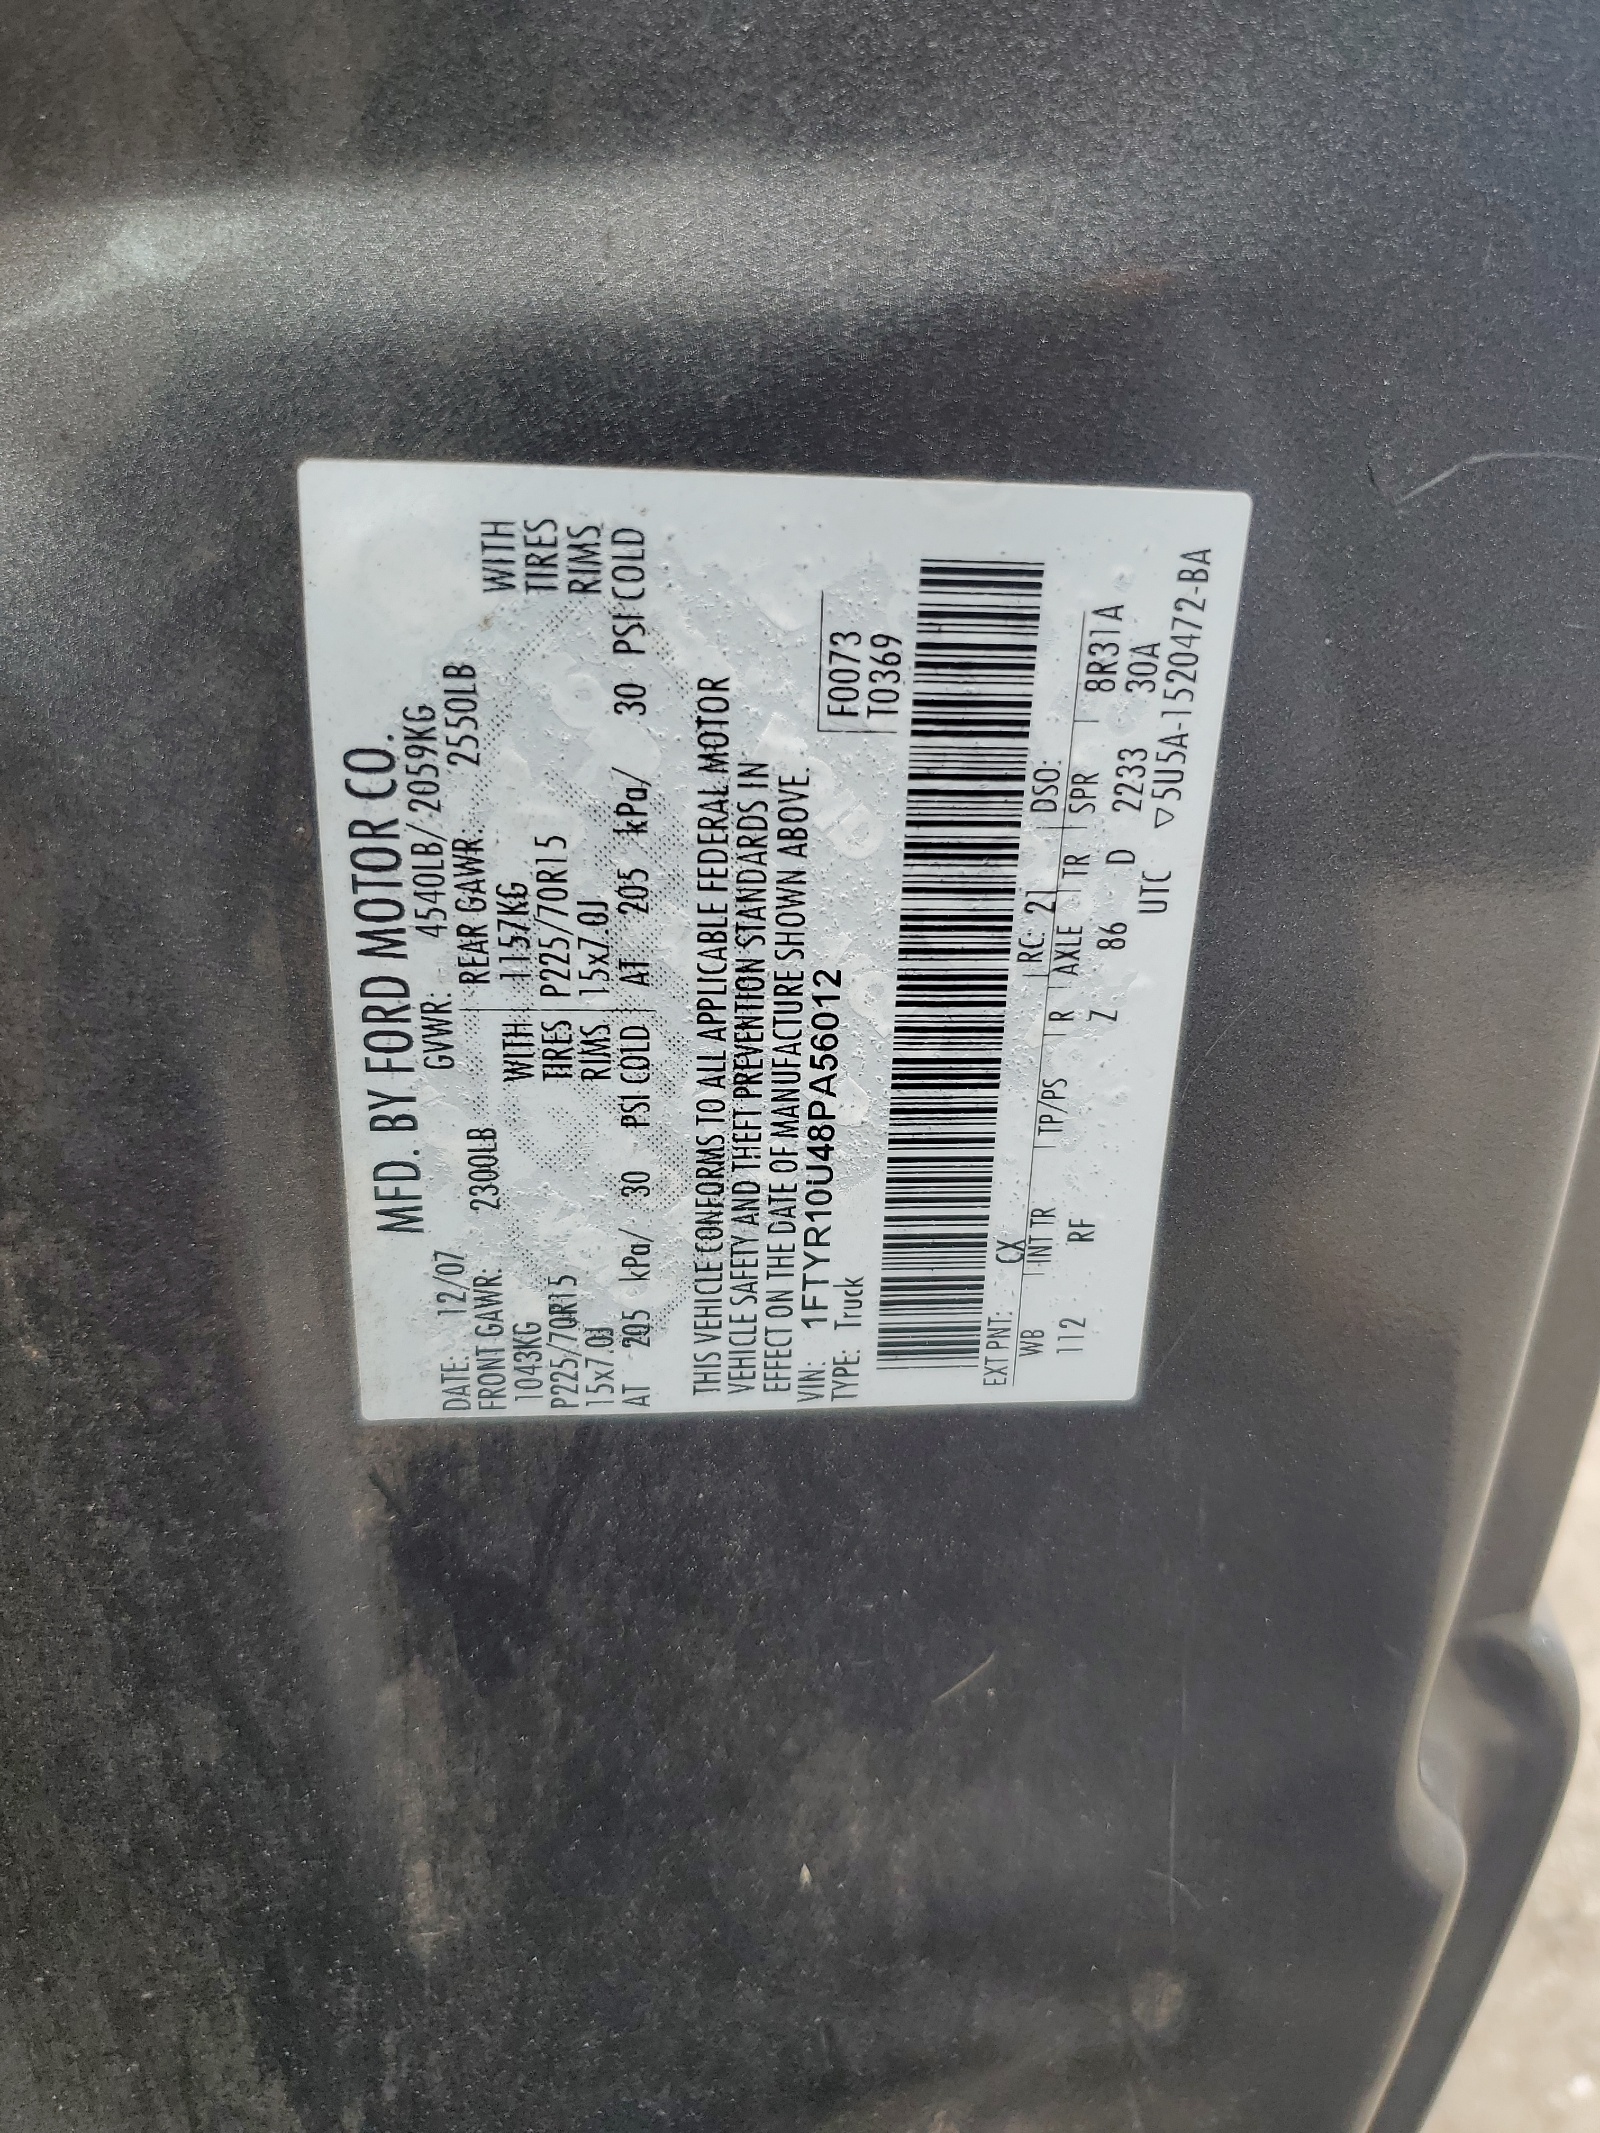 MFD. BY FORD MOTOR CO.
DATE: 12/07 GVWR: 4540LB/ 2059KG
FRONT GAWR: 2300LB REAR GAWR: 2550LB
1043KG WITH 1157KG WITH
P225/70R15 TIRES P225/70R15 TIRES
15x7.0J RIMS 15x7.0J RIMS
AT 205 kPa/ 30 PSI COLD AT 205 kPa/ 30 PSI COLD
THIS VEHICLE CONFORMS TO ALL APPLICABLE FEDERAL MOTOR
VEHICLE SAFETY AND THEFT PREVENTION STANDARDS IN
EFFECT ON THE DATE OF MANUFACTURE SHOWN ABOVE.
VIN: 1FTYR10U48PA56012
TYPE: Truck
F0073
T0369
EXT PNT: CX RC: 21 DSO:
WB INT TR TP/PS R AXLE TR SPR 8R31A
112 RF Z 86 D 2233 30A
UTC ▽5U5A-1520472-BA